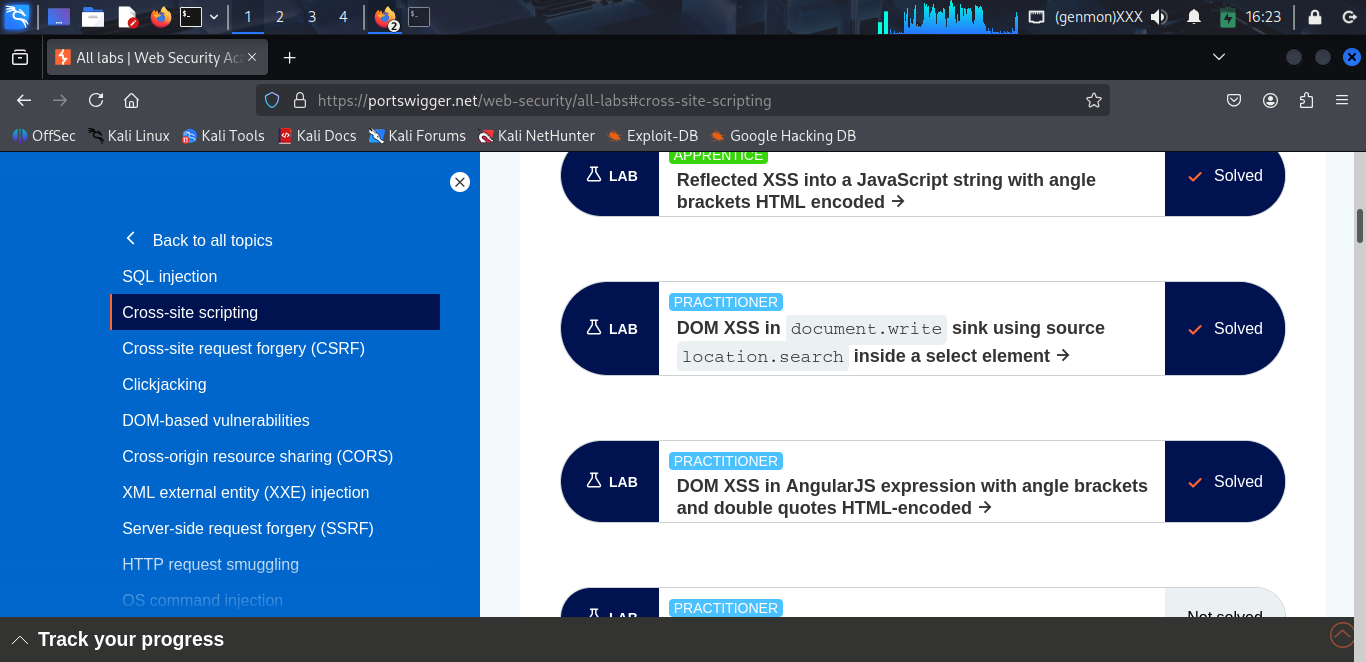 1 2 3 4
2
(genmon)XXX
16:23
All labs | Web Security Ac
https://portswigger.net/web-security/all-labs#cross-site-scripting
OffSec Kali Linux Kali Tools Kali Docs Kali Forums Kali NetHunter Exploit-DB Google Hacking DB
Back to all topics
SQL injection
Cross-site scripting
Cross-site request forgery (CSRF)
Clickjacking
DOM-based vulnerabilities
Cross-origin resource sharing (CORS)
XML external entity (XXE) injection
Server-side request forgery (SSRF)
HTTP request smuggling
OS command injection
APPRENTICE
LAB
Reflected XSS into a JavaScript string with angle
brackets HTML encoded →
Solved
PRACTITIONER
LAB
DOM XSS in document.write sink using source
location.search inside a select element →
Solved
PRACTITIONER
LAB
DOM XSS in AngularJS expression with angle brackets
and double quotes HTML-encoded →
Solved
PRACTITIONER
LAB
Not solved
Track your progress